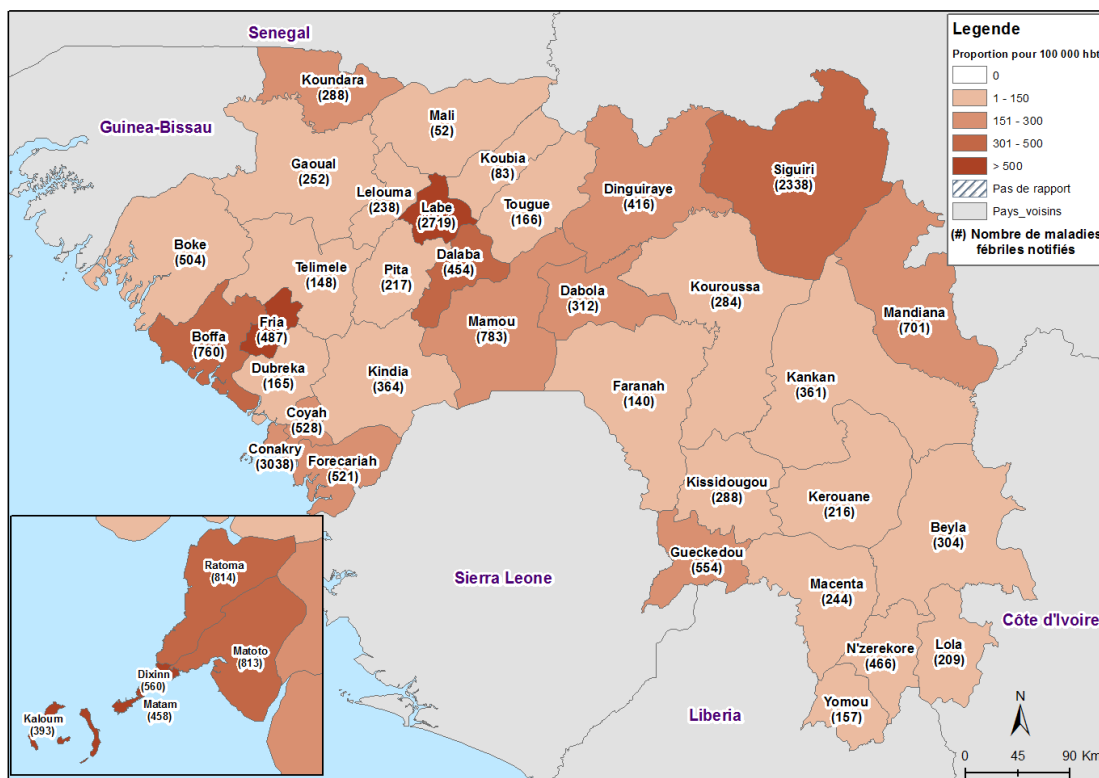 Senegal
Guinea-Bissau
Koundara
(288)
Mali
(52)
Gaoual
(252)
Koubia
(83)
Lelouma
(238)
Labe
(2719)
Tougue
(166)
Dinguiraye
(416)
Siguiri
(2338)
Boke
(504)
Telimele
(148)
Pita
(217)
Dalaba
(454)
Dabola
(312)
Kouroussa
(284)
Mandiana
(701)
Boffa
(760)
Fria
(487)
Mamou
(783)
Dubreka
(165)
Kindia
(364)
Faranah
(140)
Kankan
(361)
Coyah
(528)
Conakry
(3038)
Forecariah
(521)
Kissidougou
(288)
Kerouane
(216)
Beyla
(304)
Gueckedou
(554)
Sierra Leone
Macenta
(244)
Côte d'Ivoire
N'zerekore
(466)
Lola
(209)
Yomou
(157)
Liberia
Ratoma
(814)
Matoto
(813)
Dixinn
(560)
Matam
(458)
Kaloum
(393)
Legende
Proportion pour 100 000 hbt
0
1 - 150
151 - 300
301 - 500
> 500
Pas de rapport
Pays_voisins
(#) Nombre de maladies
fébriles notifiés
N
0 45 90 Km